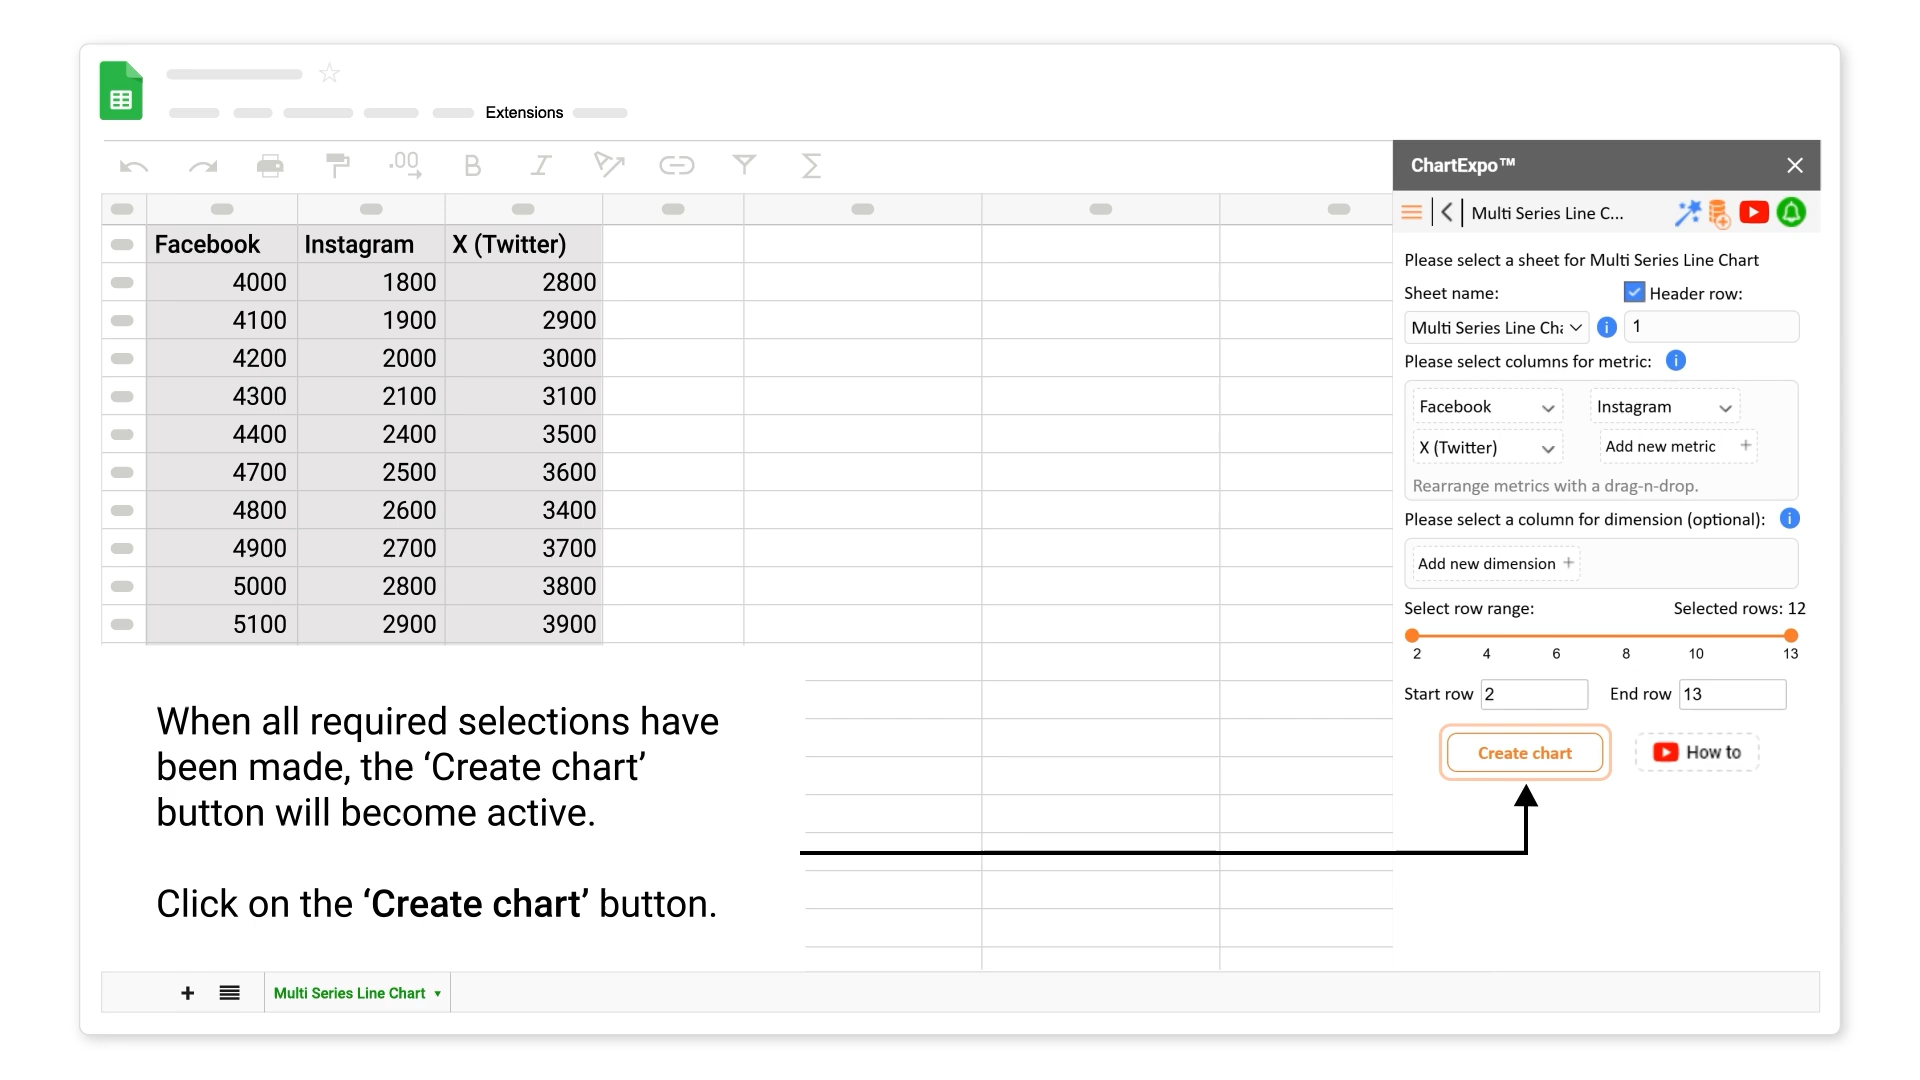 Extensions
.00
B
I
ChartExpo™
Multi Series Line C...
Facebook Instagram X (Twitter)
4000 1800 2800
4100 1900 2900
4200 2000 3000
4300 2100 3100
4400 2400 3500
4700 2500 3600
4800 2600 3400
4900 2700 3700
5000 2800 3800
5100 2900 3900
Please select a sheet for Multi Series Line Chart
Sheet name: Header row:
Multi Series Line Cha 1
Please select columns for metric:
Facebook Instagram
X (Twitter) Add new metric +
Rearrange metrics with a drag-n-drop.
Please select a column for dimension (optional):
Add new dimension +
Select row range: Selected rows: 12
2 4 6 8 10 13
Start row 2 End row 13
Create chart How to
When all required selections have
been made, the ‘Create chart’
button will become active.
Click on the ‘Create chart’ button.
Multi Series Line Chart